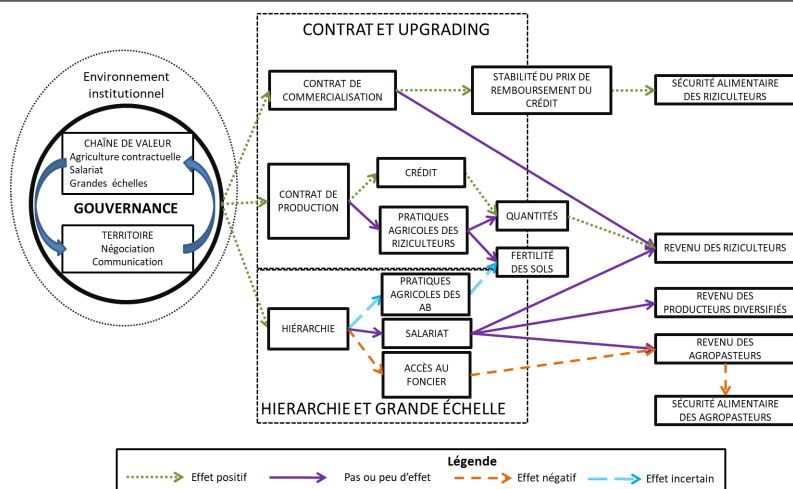 CONTRAT ET UPGRADING
Environnement
institutionnel
CHAÎNE DE VALEUR
Agriculture contractuelle
Salariat
Grandes échelles
GOUVERNANCE
TERRITOIRE
Négociation
Communication
CONTRAT DE
COMMERCIALISATION
STABILITÉ DU PRIX DE
REMBOURSEMENT DU
CRÉDIT
SÉCURITÉ ALIMENTAIRE
DES RIZICULTEURS
CONTRAT DE
PRODUCTION
CRÉDIT
PRATIQUES
AGRICOLES DES
RIZICULTEURS
QUANTITÉS
FERTILITÉ
DES SOLS
REVENU DES RIZICULTEURS
HIÉRARCHIE
PRATIQUES
AGRICOLES DES
AB
SALARIAT
ACCÈS AU
FONCIER
REVENU DES
PRODUCTEURS DIVERSIFIÉS
REVENU DES
AGROPASTEURS
SÉCURITÉ ALIMENTAIRE
DES AGROPASTEURS
HIERARCHIE ET GRANDE ÉCHELLE
Légende
Effet positif
Pas ou peu d'effet
Effet négatif
Effet incertain